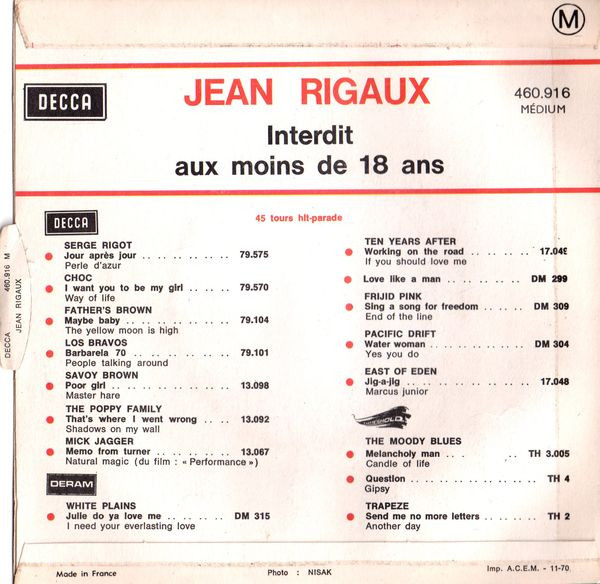 M
DECCA
JEAN RIGAUX
460.916
MÉDIUM
Interdit
aux moins de 18 ans
DECCA 460.916 M
JEAN RIGAUX
DECCA
45 tours hit-parade
SERGE RIGOT
Jour après jour . . . . . . . . 79.575
Perle d'azur
CHOC
I want you to be my girl . . . . 79.570
Way of life
FATHER'S BROWN
Maybe baby . . . . . . . . . . 79.104
The yellow moon is high
LOS BRAVOS
Barbarela 70 . . . . . . . . . 79.101
People talking around
SAVOY BROWN
Poor girl . . . . . . . . . . . 13.098
Master hare
THE POPPY FAMILY
That's where I went wrong . . . 13.092
Shadows on my wall
MICK JAGGER
Memo from turner . . . . . . . 13.067
Natural magic (du film : « Performance »)
DERAM
WHITE PLAINS
Julie do ya love me . . . . . . DM 315
I need your everlasting love
TEN YEARS AFTER
Working on the road . . . . . . 17.049
If you should love me
Love like a man . . . . . . . . DM 299
FRIJID PINK
Sing a song for freedom . . . . DM 309
End of the line
PACIFIC DRIFT
Water woman . . . . . . . . . DM 304
Yes you do
EAST OF EDEN
Jig-a-jig . . . . . . . . . . . 17.048
Marcus junior
THRESHOLD
THE MOODY BLUES
Melancholy man . . . . . . . TH 3.005
Candle of life
Question . . . . . . . . . . . TH 4
Gipsy
TRAPEZE
Send me no more letters . . . . TH 2
Another day
Made in France
Photo : NISAK
Imp. A.C.E.M. - 11-70